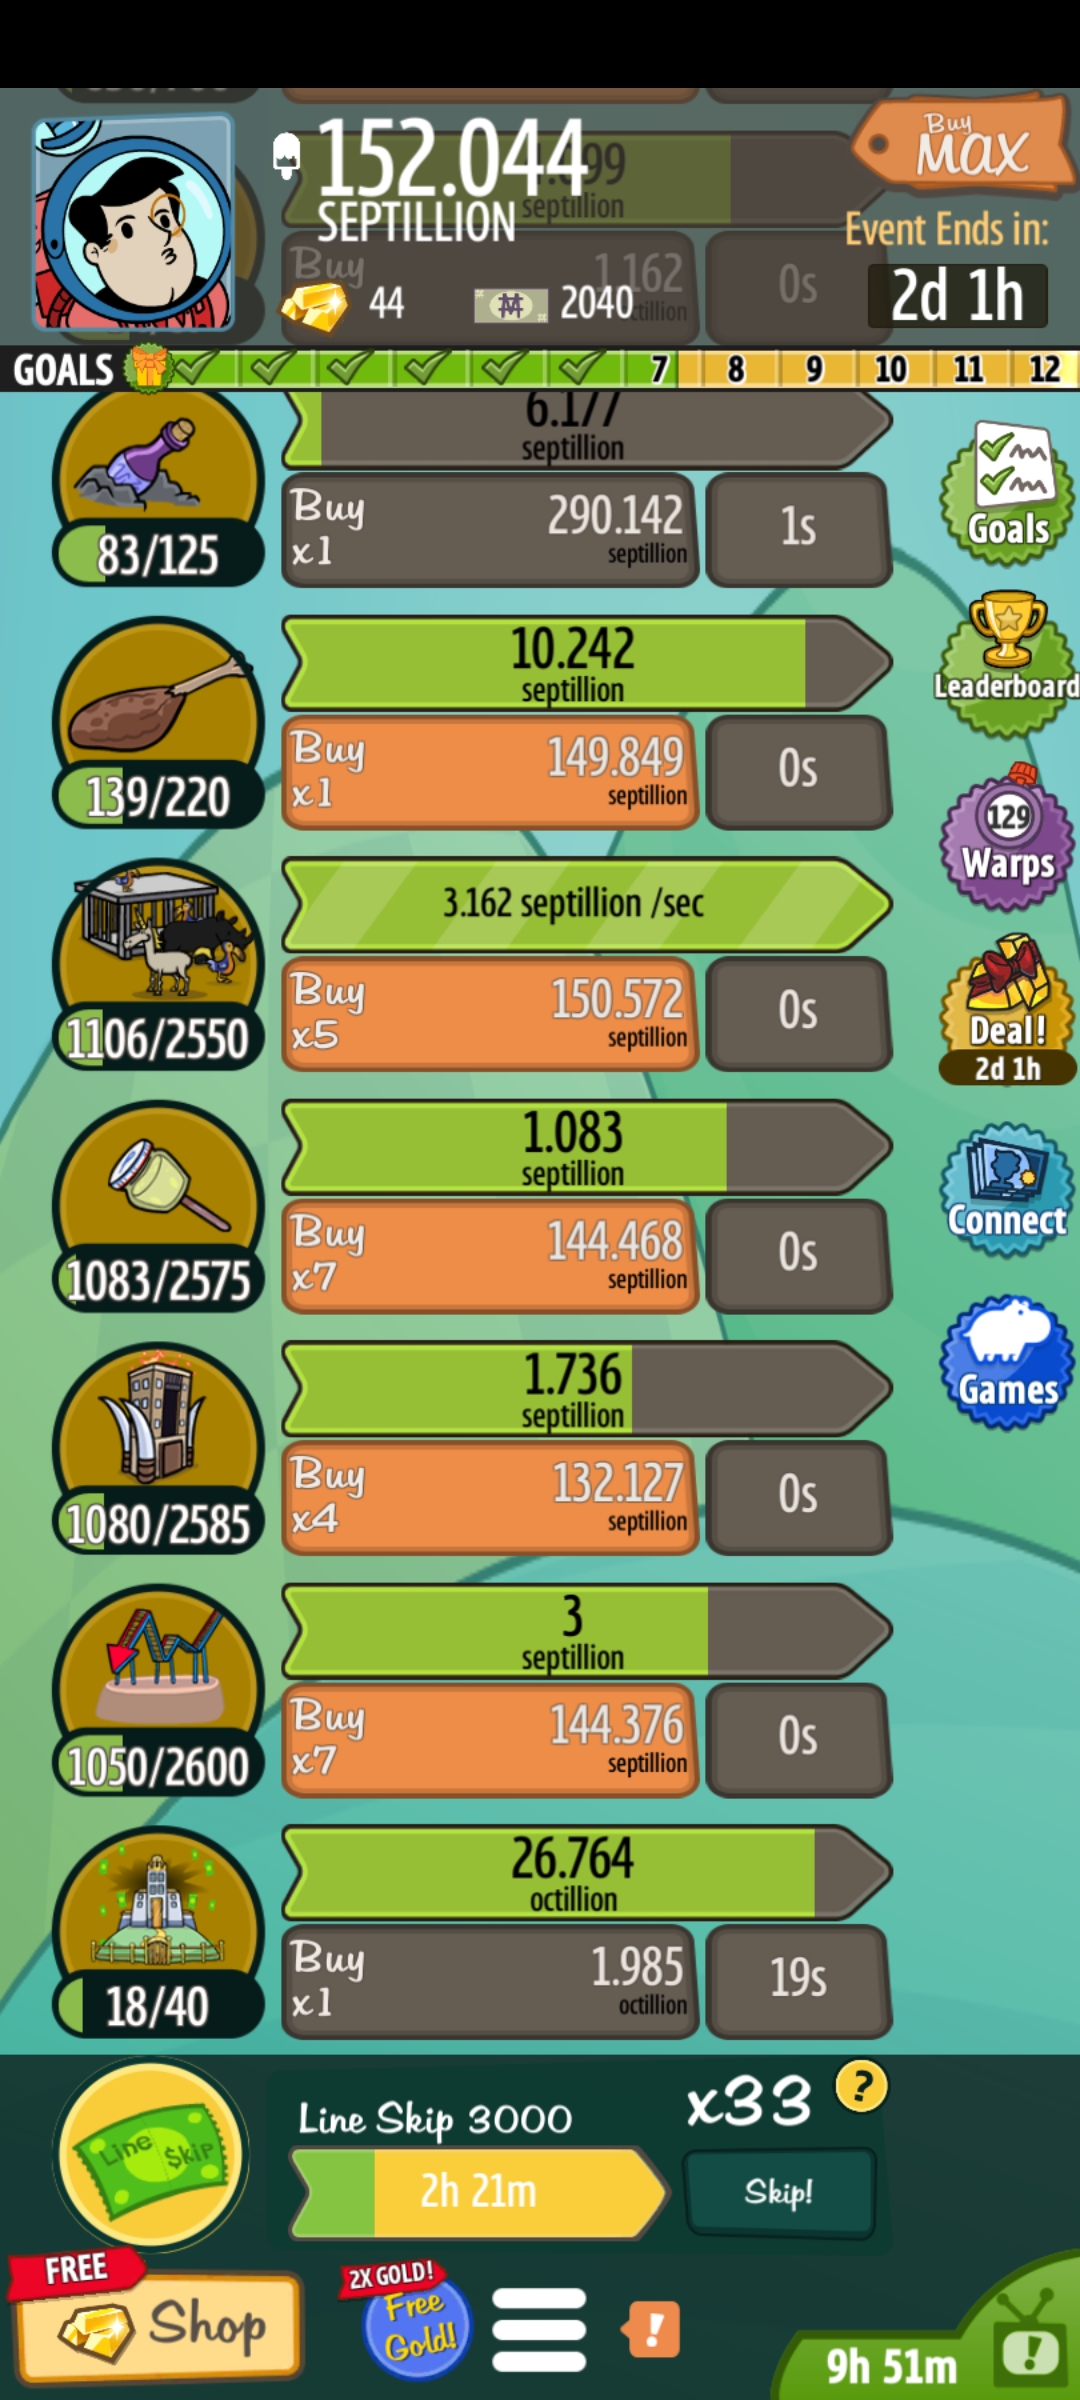 152.044
SEPTILLION
septillion
Buy
1.162
44
2040
0s
Buy
MAX
Event Ends in:
2d 1h
GOALS
7
8
9
10
11
12
6.177
septillion
83/125
Buy
x1
290.142
septillion
1s
Goals
10.242
septillion
139/220
Buy
x1
149.849
septillion
0s
Leaderboard
3.162 septillion /sec
1106/2550
Buy
x5
150.572
septillion
0s
129
Warps
Deal!
2d 1h
1.083
septillion
1083/2575
Buy
x7
144.468
septillion
0s
Connect
1.736
septillion
1080/2585
Buy
x4
132.127
septillion
0s
Games
3
septillion
1050/2600
Buy
x7
144.376
septillion
0s
26.764
octillion
18/40
Buy
x1
1.985
octillion
19s
Line $kip
Line Skip 3000
2h 21m
x33
?
Skip!
FREE
Shop
2X GOLD!
Free
Gold!
!
9h 51m
!